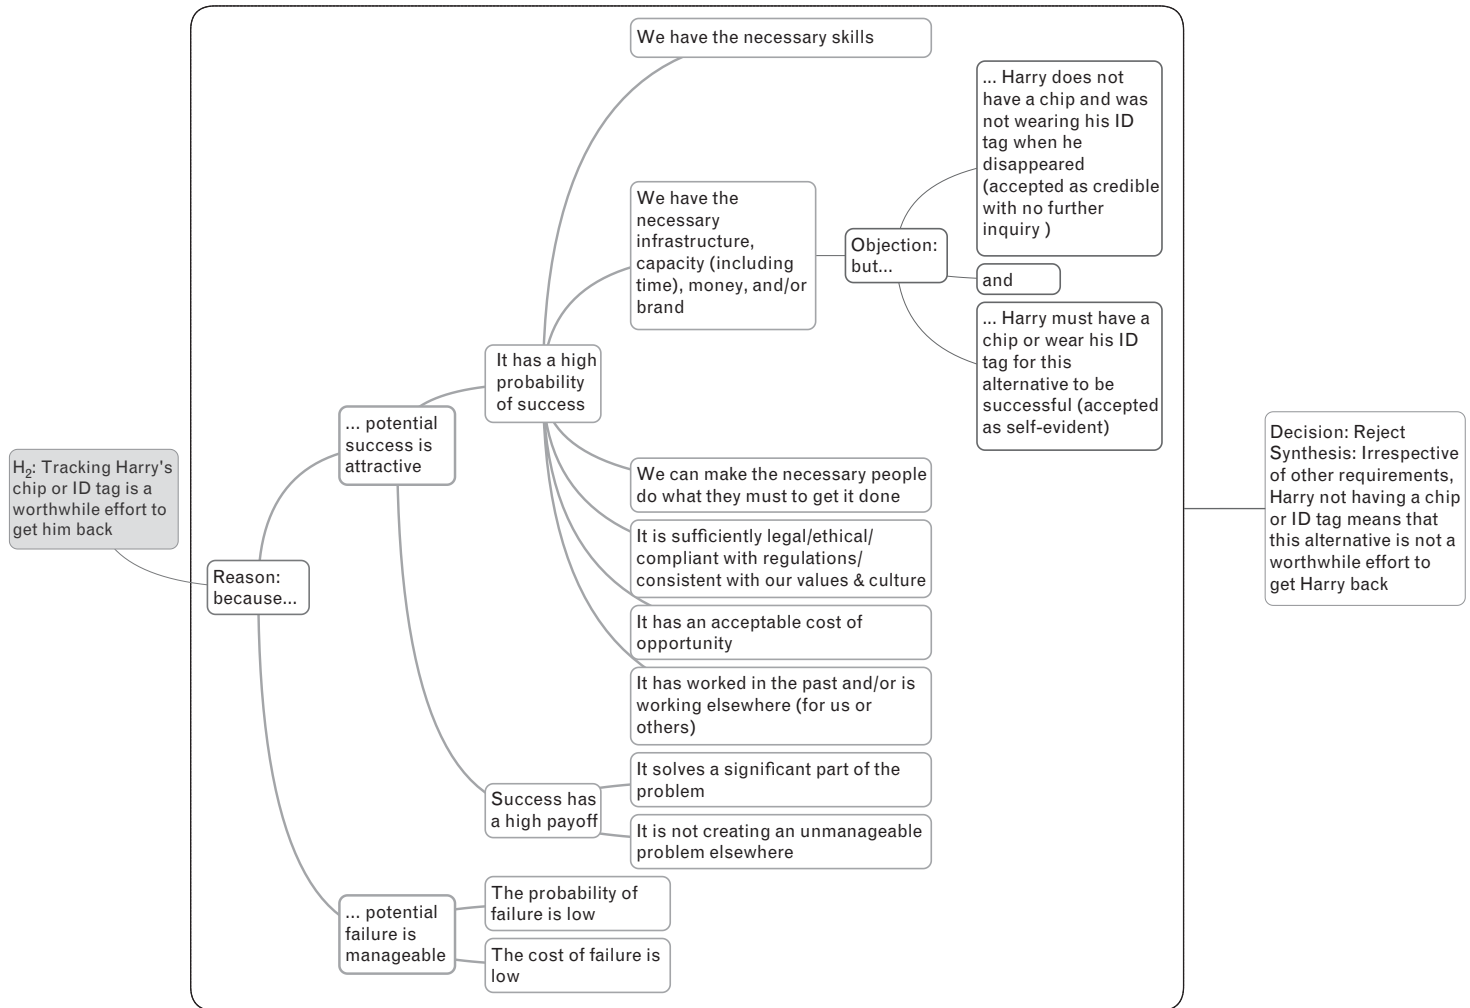 H₂: Tracking Harry's
chip or ID tag is a
worthwhile effort to
get him back
Reason:
because...
... potential
success is
attractive
It has a high
probability
of success
We have the necessary skills
We have the
necessary
infrastructure,
capacity (including
time), money, and/or
brand
Objection:
but...
... Harry does not
have a chip and was
not wearing his ID
tag when he
disappeared
(accepted as credible
with no further
inquiry )
and
... Harry must have a
chip or wear his ID
tag for this
alternative to be
successful (accepted
as self-evident)
We can make the necessary people
do what they must to get it done
It is sufficiently legal/ethical/
compliant with regulations/
consistent with our values & culture
It has an acceptable cost of
opportunity
It has worked in the past and/or is
working elsewhere (for us or
others)
Success has
a high payoff
It solves a significant part of the
problem
It is not creating an unmanageable
problem elsewhere
... potential
failure is
manageable
The probability of
failure is low
The cost of failure is
low
Decision: Reject
Synthesis: Irrespective
of other requirements,
Harry not having a chip
or ID tag means that
this alternative is not a
worthwhile effort to
get Harry back